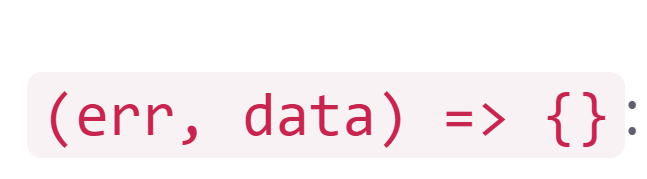 (err, data) => {}: